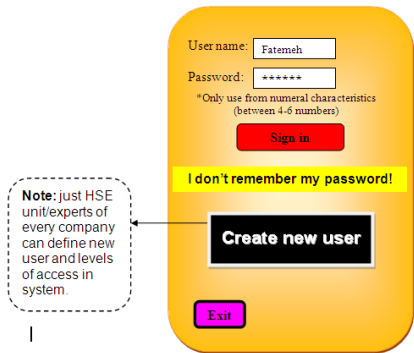 User name: Fatemeh
Password: ******
*Only use from numeral characteristics
(between 4-6 numbers)
Sign in
I don't remember my password!
Note: just HSE
unit/experts of
every company
can define new
user and levels
of access in
system.
Create new user
Exit